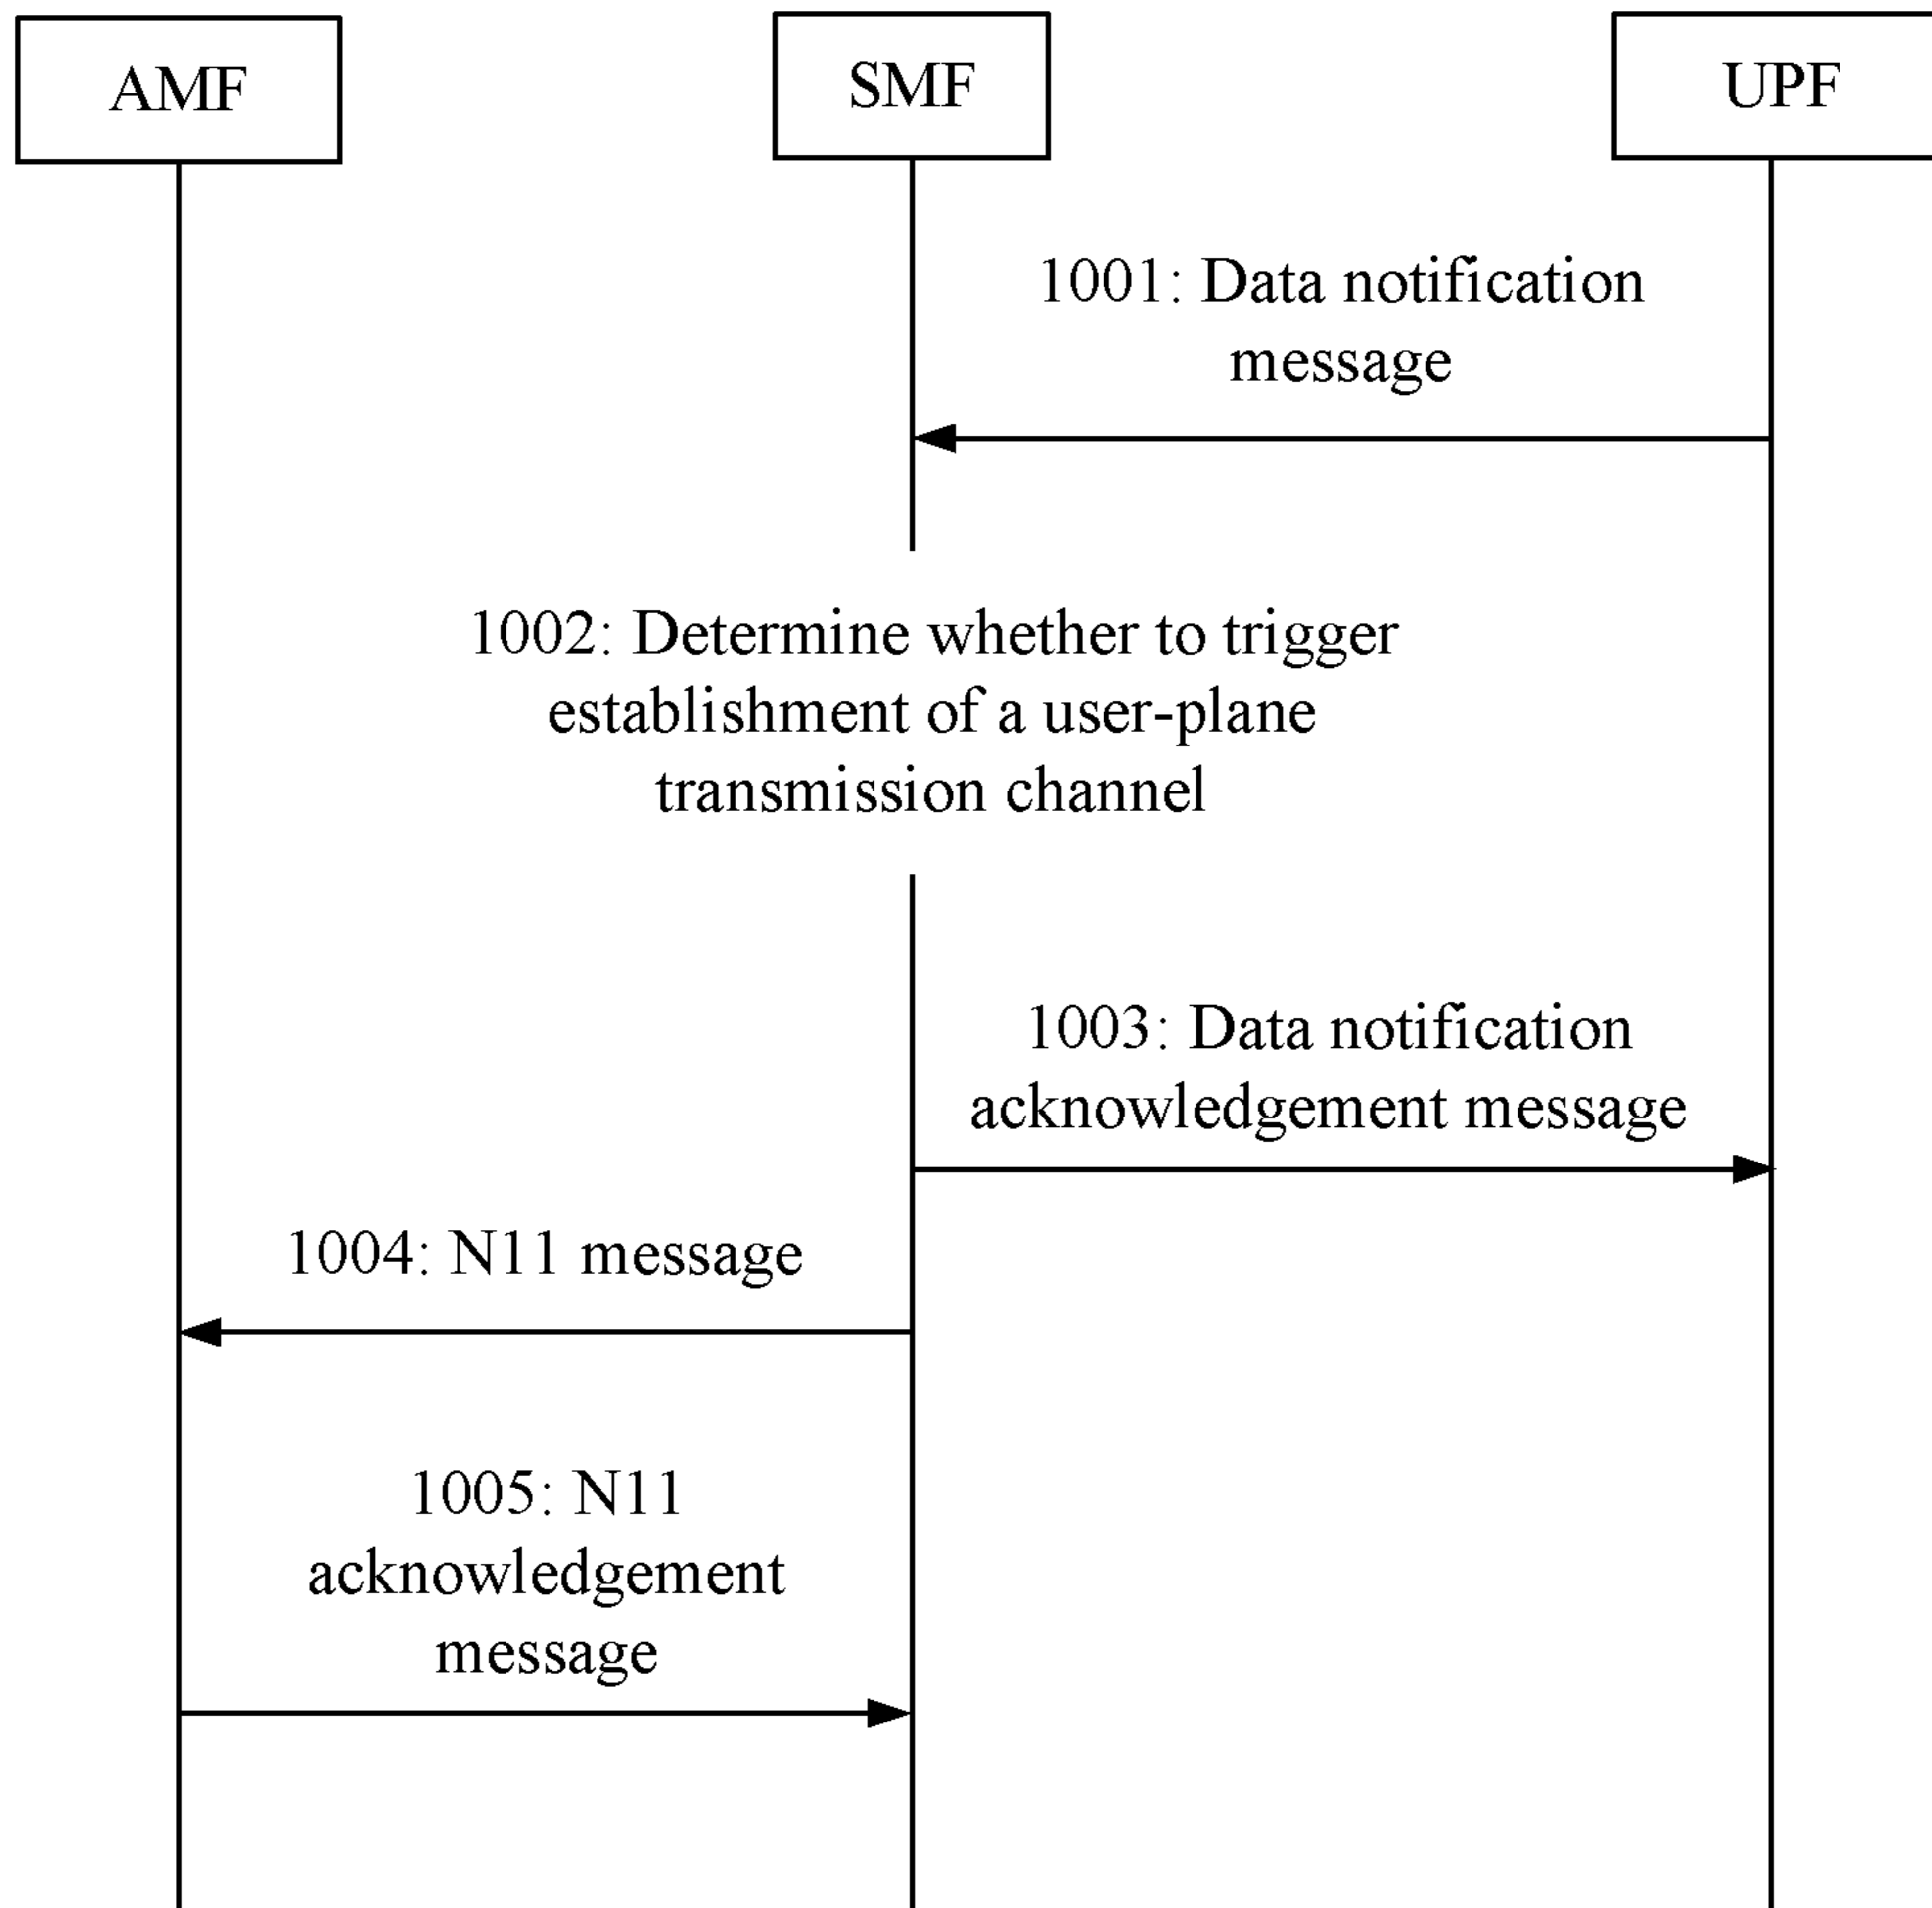 AMF
SMF
UPF
1001: Data notification
message
1002: Determine whether to trigger
establishment of a user-plane
transmission channel
1003: Data notification
acknowledgement message
1004: N11 message
1005: N11
acknowledgement
message